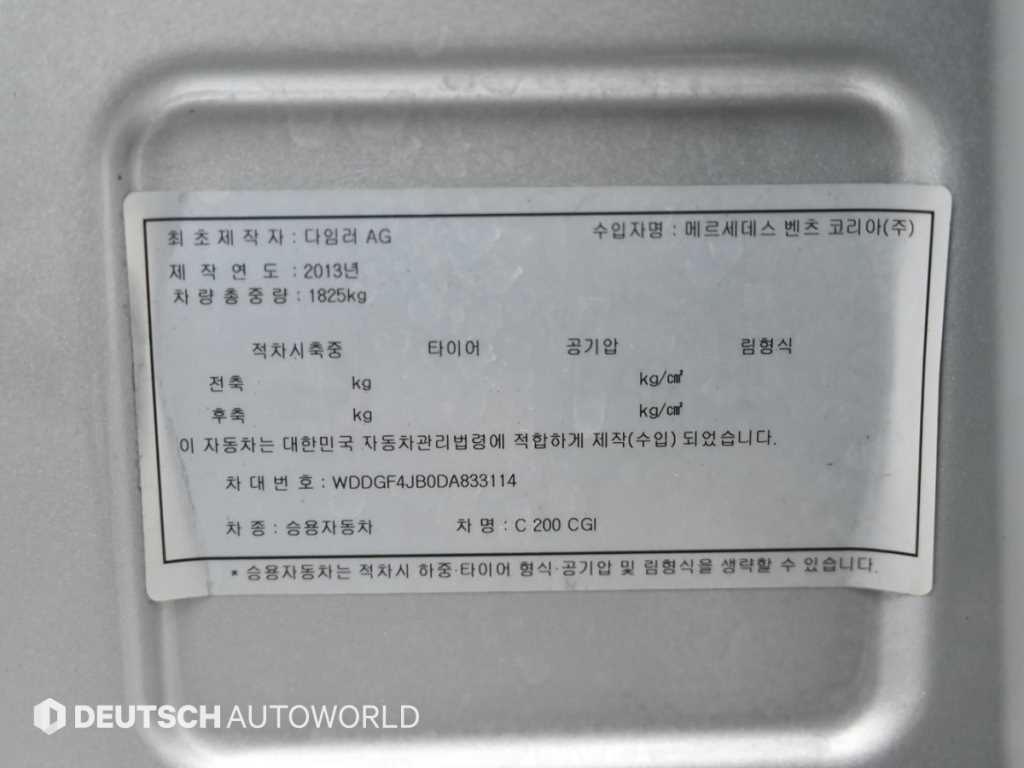 최초제작자 : 다임러 AG 수입자명 : 메르세데스 벤츠 코리아(주)
제 작 연 도 : 2013년
차량총중량 : 1825kg
적차시축중 타이어 공기압 림형식
전축 kg kg/㎠
후축 kg kg/㎠
이 자동차는 대한민국 자동차관리법령에 적합하게 제작(수입) 되었습니다.
차대번호 : WDDGF4JB0DA833114
차종 : 승용자동차 차명 : C 200 CGI
* 승용자동차는 적차시 하중·타이어 형식·공기압 및 림형식을 생략할 수 있습니다.
DEUTSCH AUTOWORLD